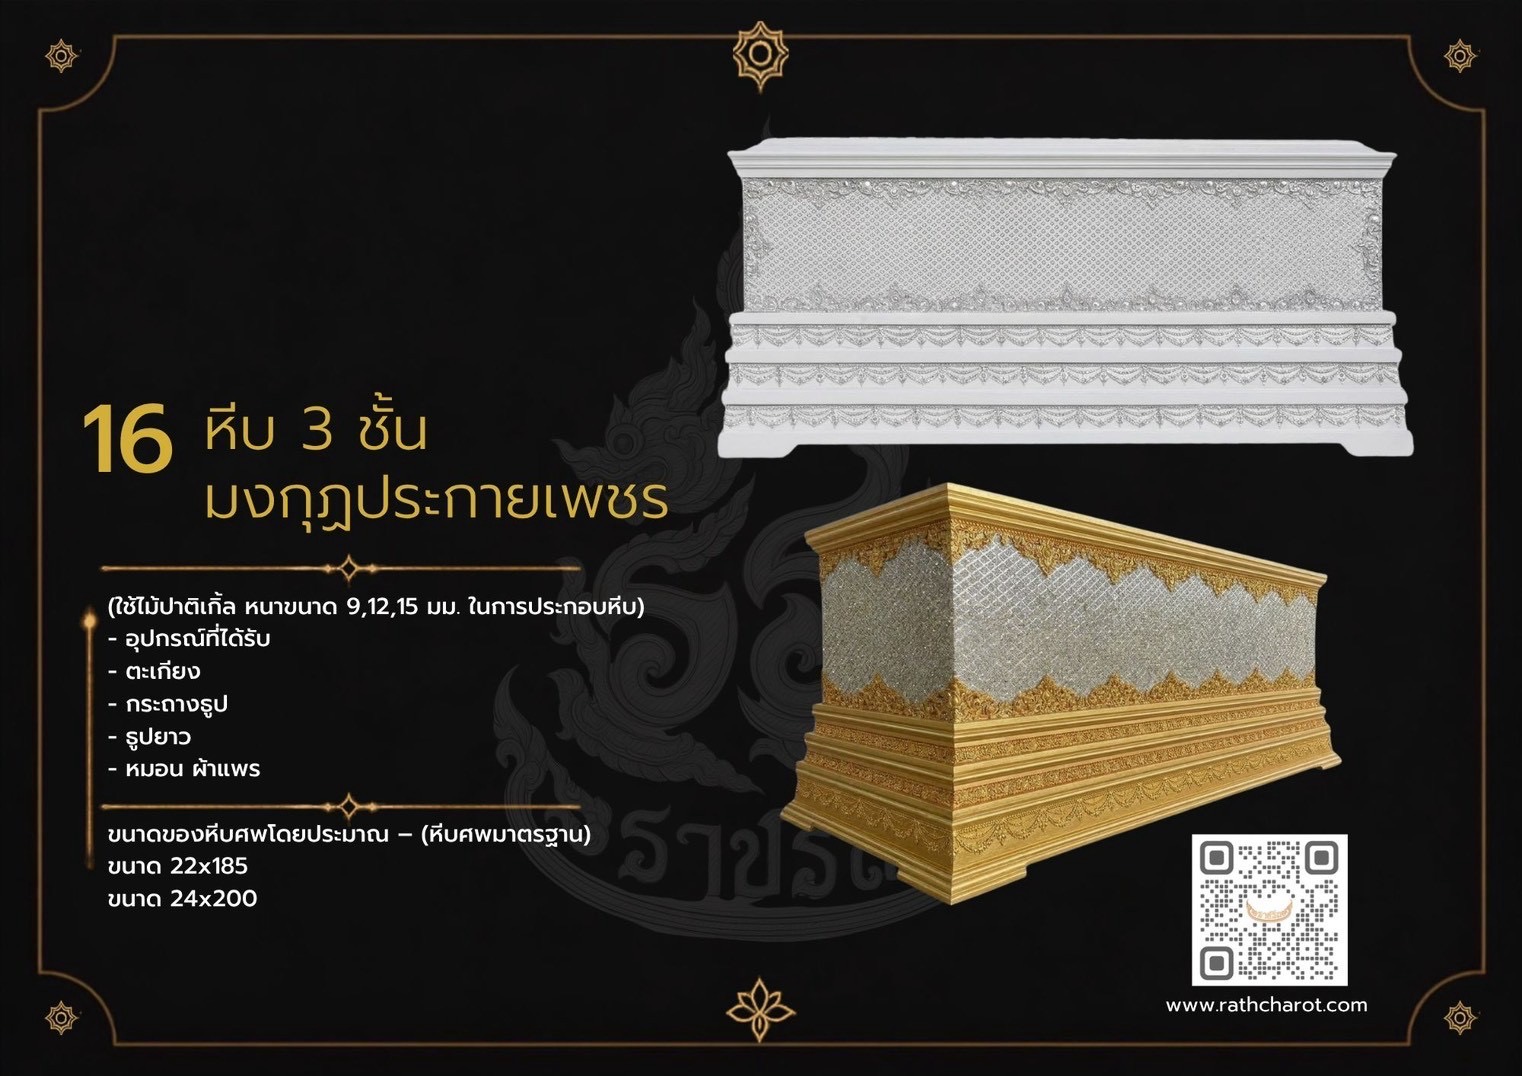 16 หีบ 3 ชั้น
มงกุฎประกายเพชร
(ใช้ไม้ปาติเกิ้ล หนาขนาด 9,12,15 มม. ในการประกอบหีบ)
- อุปกรณ์ที่ได้รับ
- ตะเกียง
- กระถางธูป
- ธูปยาว
- หมอน ผ้าแพร
ขนาดของหีบศพโดยประมาณ – (หีบศพมาตรฐาน)
ขนาด 22x185
ขนาด 24x200
www.rathcharot.com